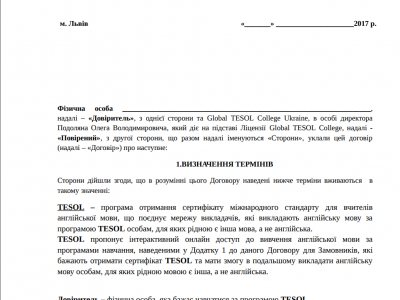 м. Львів «_______» ______________________ 2017 р.
Фізична особа _______________________________________________,
надалі – «Довіритель», з однієї сторони та Global TESOL College Ukraine, в особі директора
Подоляна Олега Володимировича, який діє на підставі Ліцензії Global TESOL College, надалі -
«Повірений», з другої сторони, що разом надалі іменуються «Сторони», уклали цей договір
(надалі – «Договір») про наступне:
1.ВИЗНАЧЕННЯ ТЕРМІНІВ
Сторони дійшли згоди, що в розумінні цього Договору наведені нижче терміни вживаються в
такому значенні:
TESOL – програма отримання сертифікату міжнародного стандарту для вчителів
англійської мови, що поєднує мережу викладачів, які викладають англійську мову за
програмою TESOL особам, для яких рідною є інша мова, а не англійська.
TESOL пропонує інтерактивний онлайн доступ до вивчення англійської мови за
програмами навчання, наведеними у Додатку 1 до даного Договору для Замовників, які
бажають отримати сертифікат TESOL та мати змогу в подальшому викладати англійську
мову особам, для яких рідною мовою є інша, а не англійська.
Довіритель – фізична особа, яка бажає навчатися за програмою TESOL